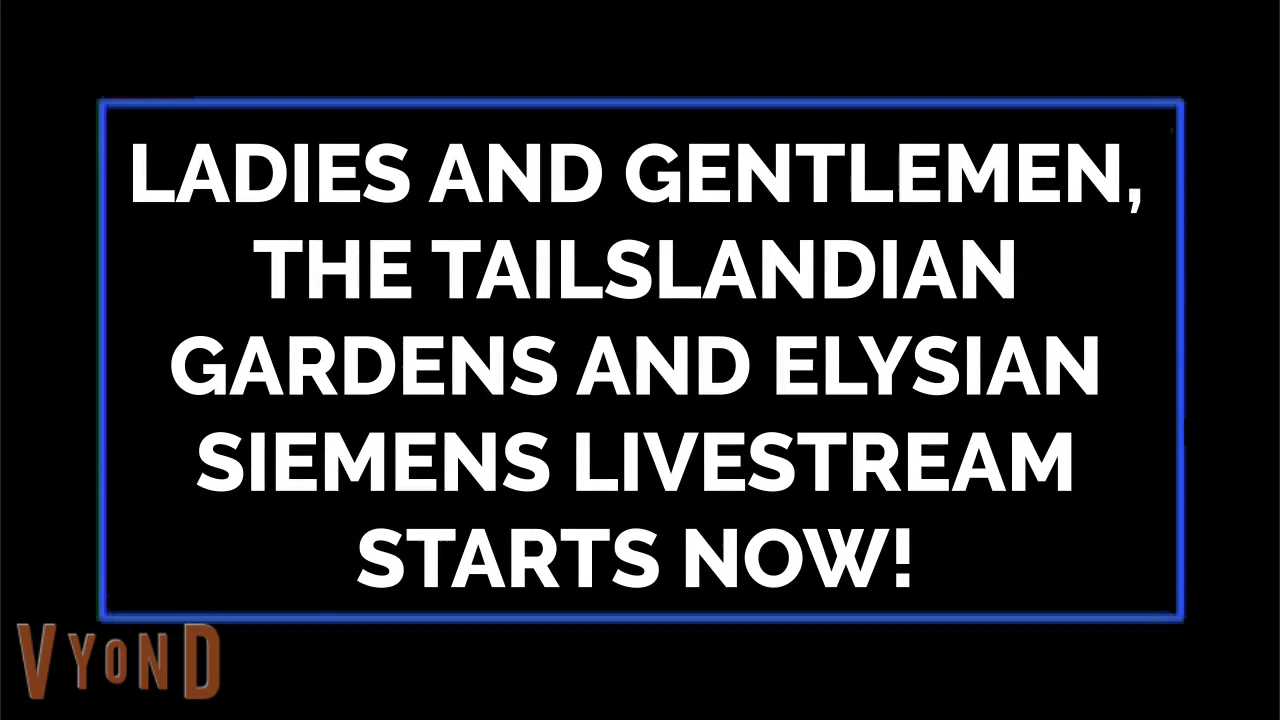 LADIES AND GENTLEMEN,
THE TAILSLANDIAN
GARDENS AND ELYSIAN
SIEMENS LIVESTREAM
STARTS NOW!
VYOND